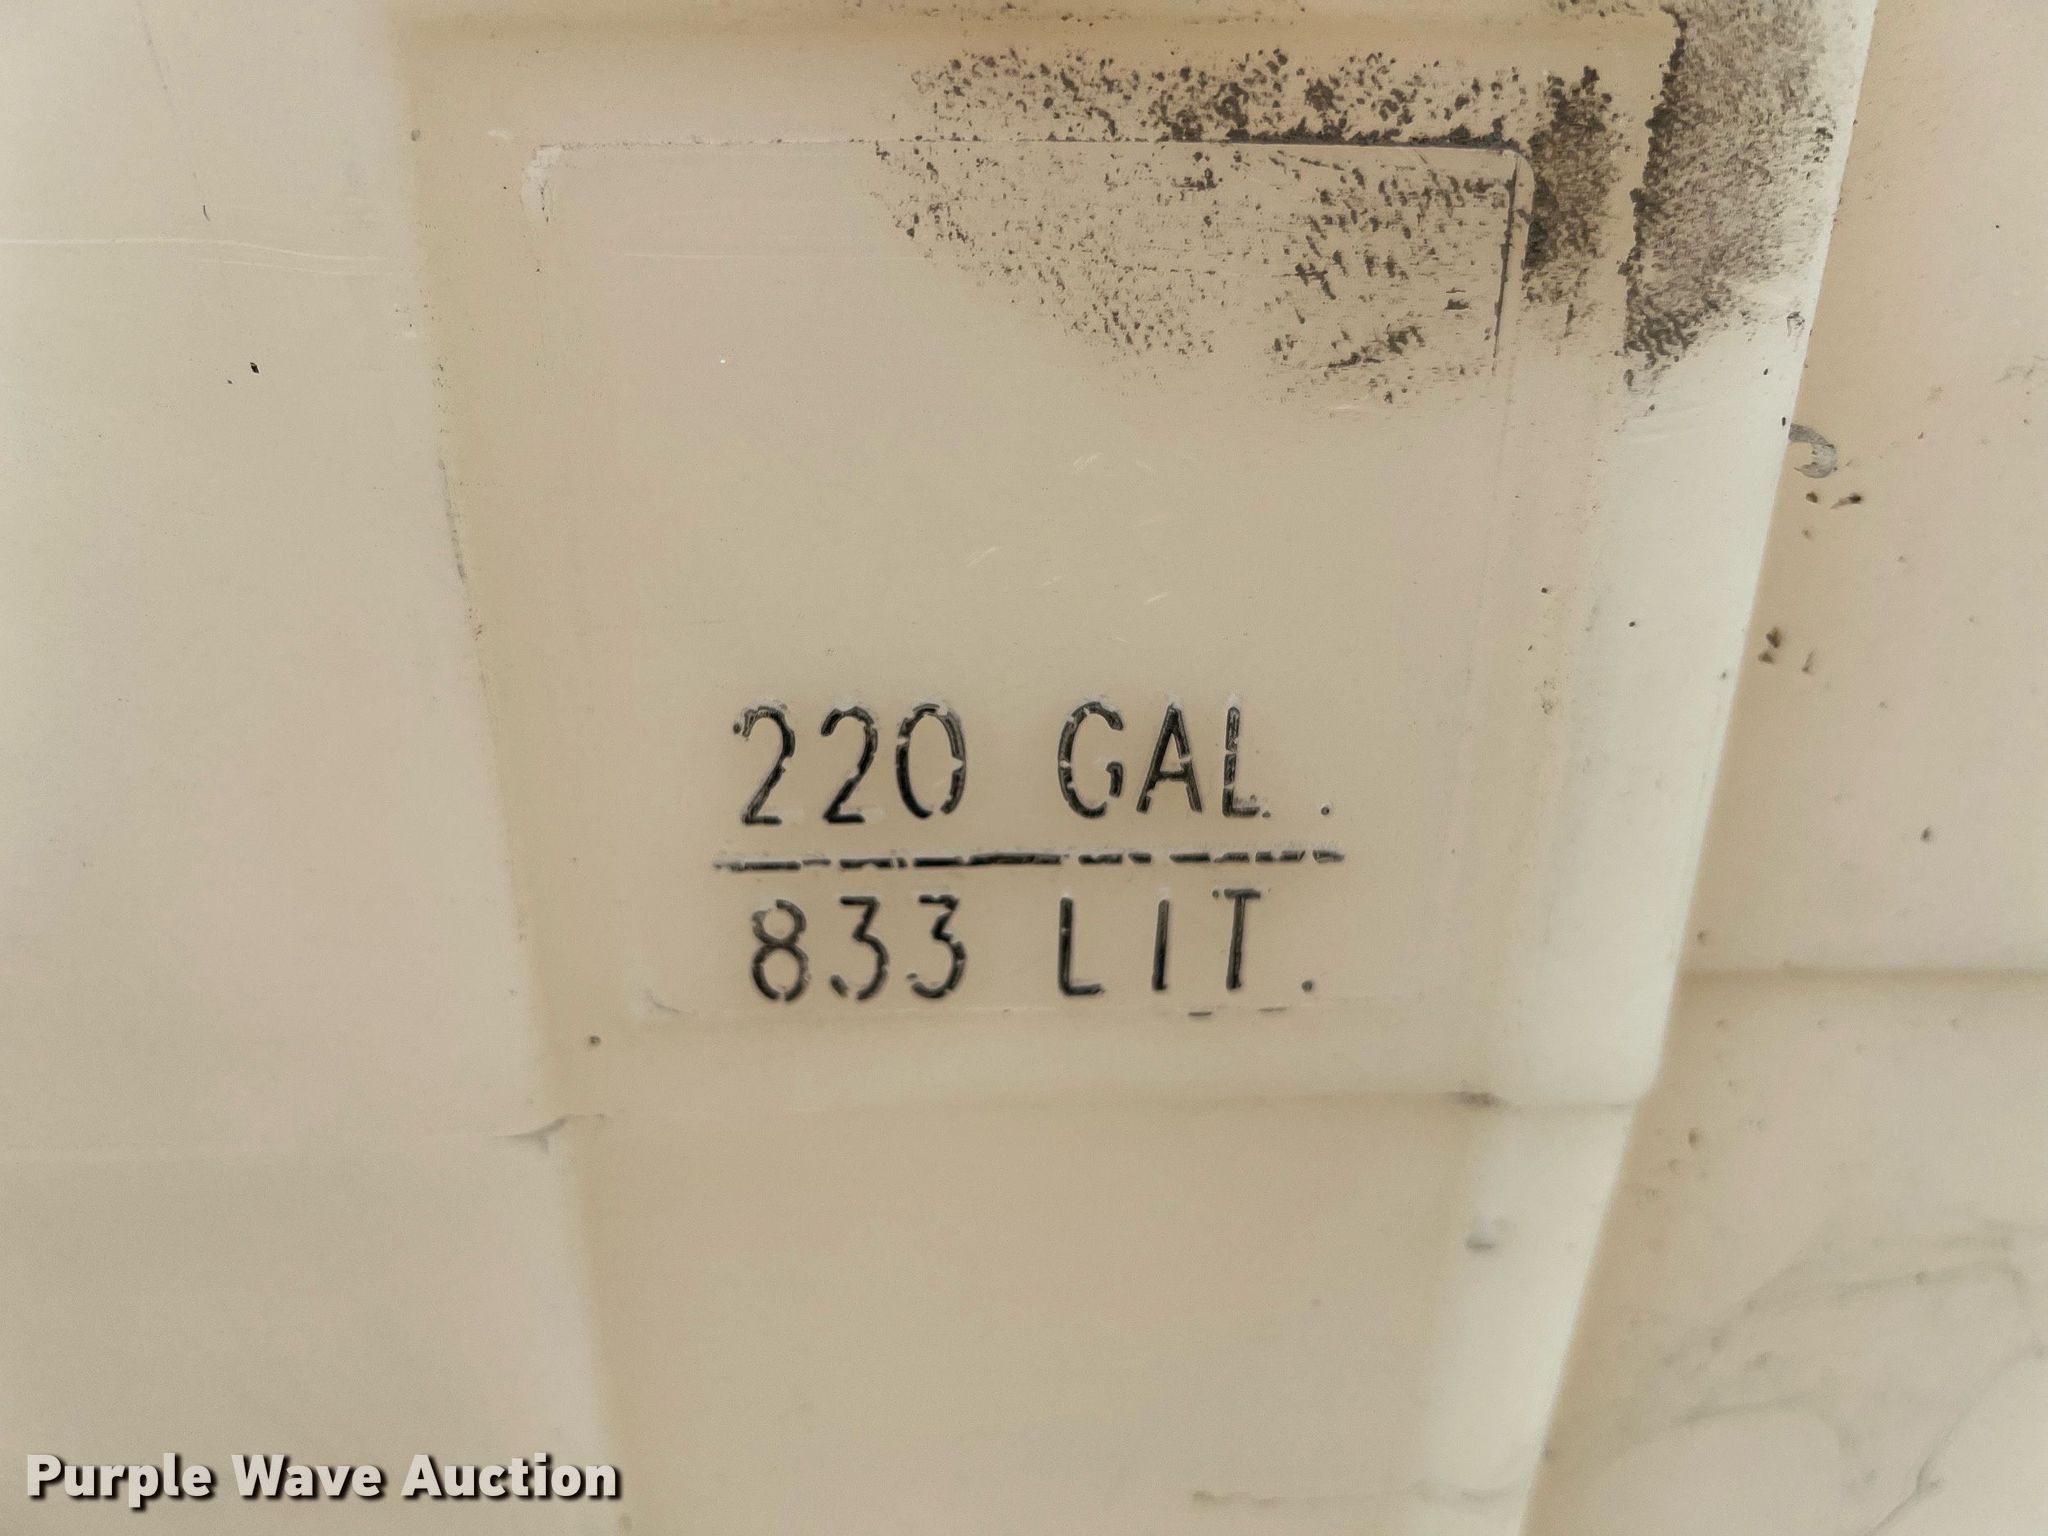 220 GAL.
833 LIT.
Purple Wave Auction